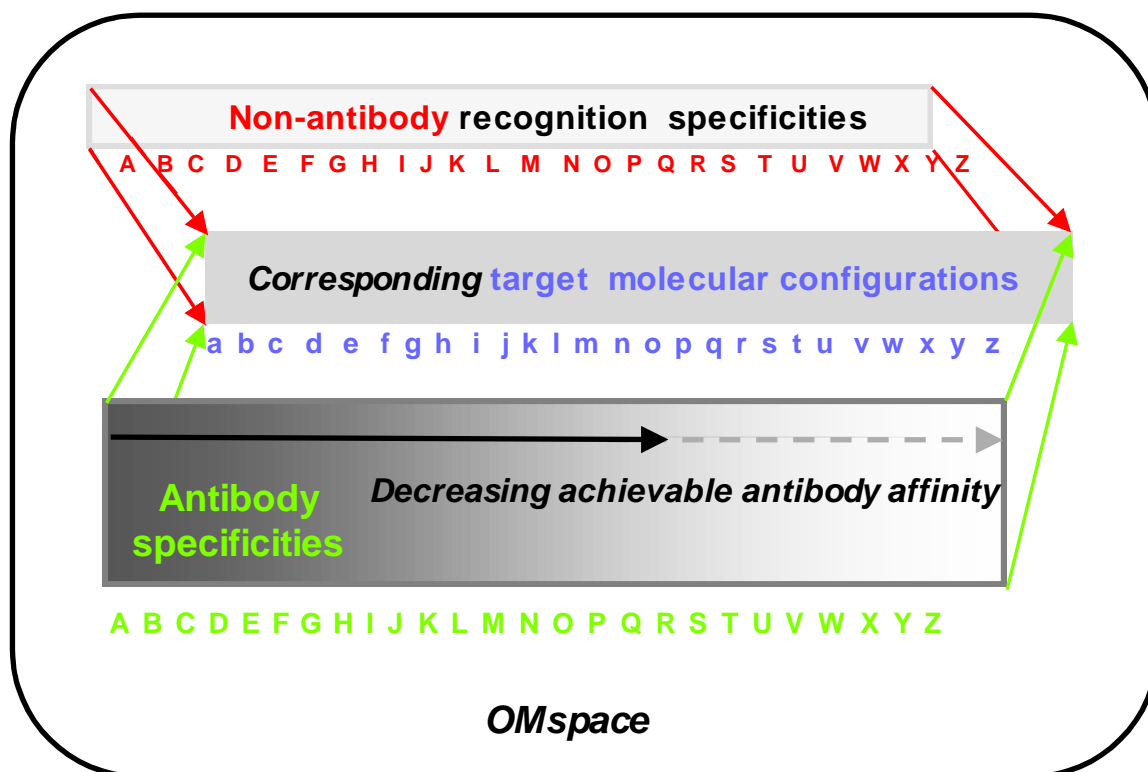 Non-antibody recognition specificities
A B C D E F G H I J K L M N O P Q R S T U V W X Y Z
Corresponding target molecular configurations
a b c d e f g h i j k l m n o p q r s t u v w x y z
Decreasing achievable antibody affinity
Antibody
specificities
A B C D E F G H I J K L M N O P Q R S T U V W X Y Z
OMspace